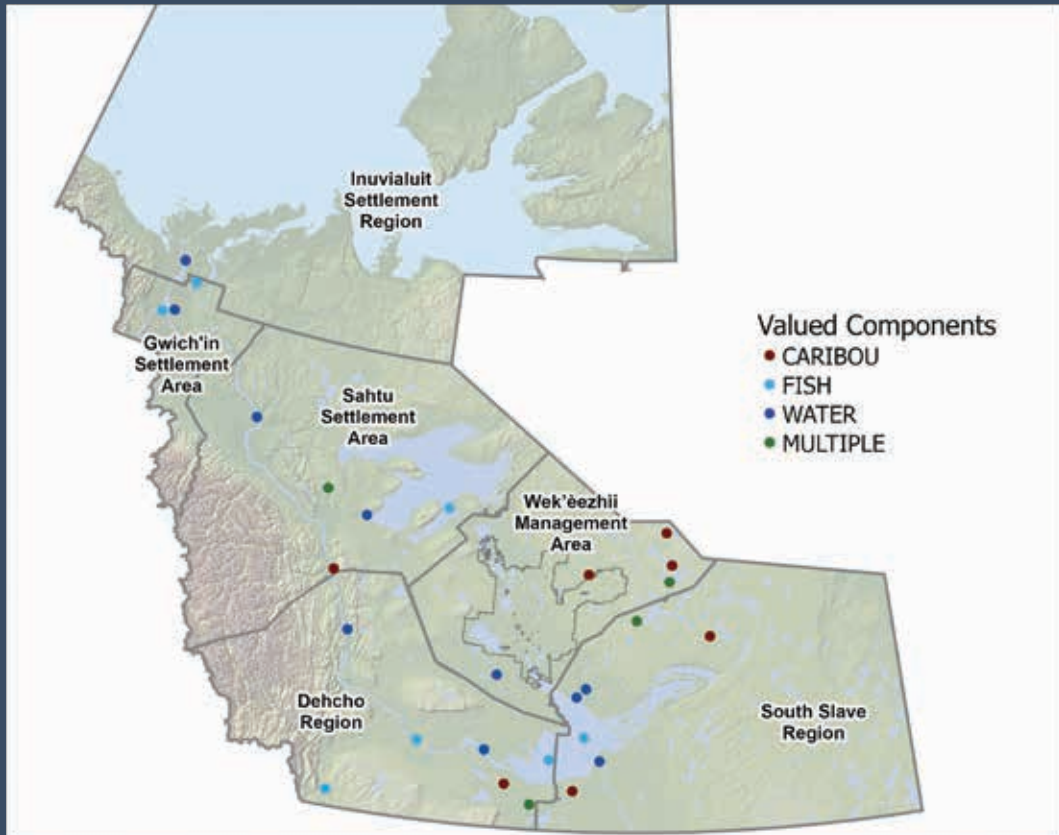 Inuvialuit
Settlement
Region
Gwich'in
Settlement
Area
Sahtu
Settlement
Area
Wek'èezhii
Management
Area
Dehcho
Region
South Slave
Region
Valued Components
CARIBOU
FISH
WATER
MULTIPLE